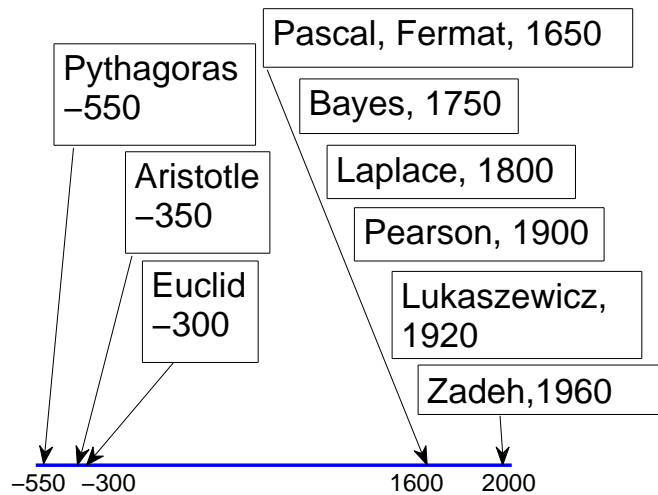 Pascal, Fermat, 1650
Pythagoras
–550
Bayes, 1750
Aristotle
–350
Laplace, 1800
Pearson, 1900
Euclid
–300
Lukaszewicz,
1920
Zadeh,1960
–550
–300
1600
2000